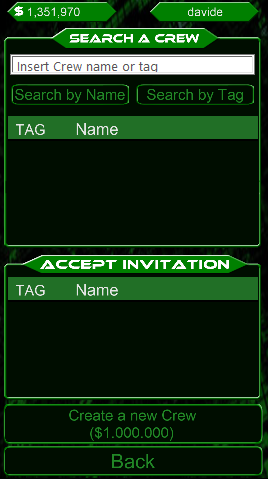 $ 1,351,970 davide
SEARCH A CREW
Insert Crew name or tag
Search by Name Search by Tag
TAG Name
ACCEPT INVITATION
TAG Name
Create a new Crew
($1.000.000)
Back